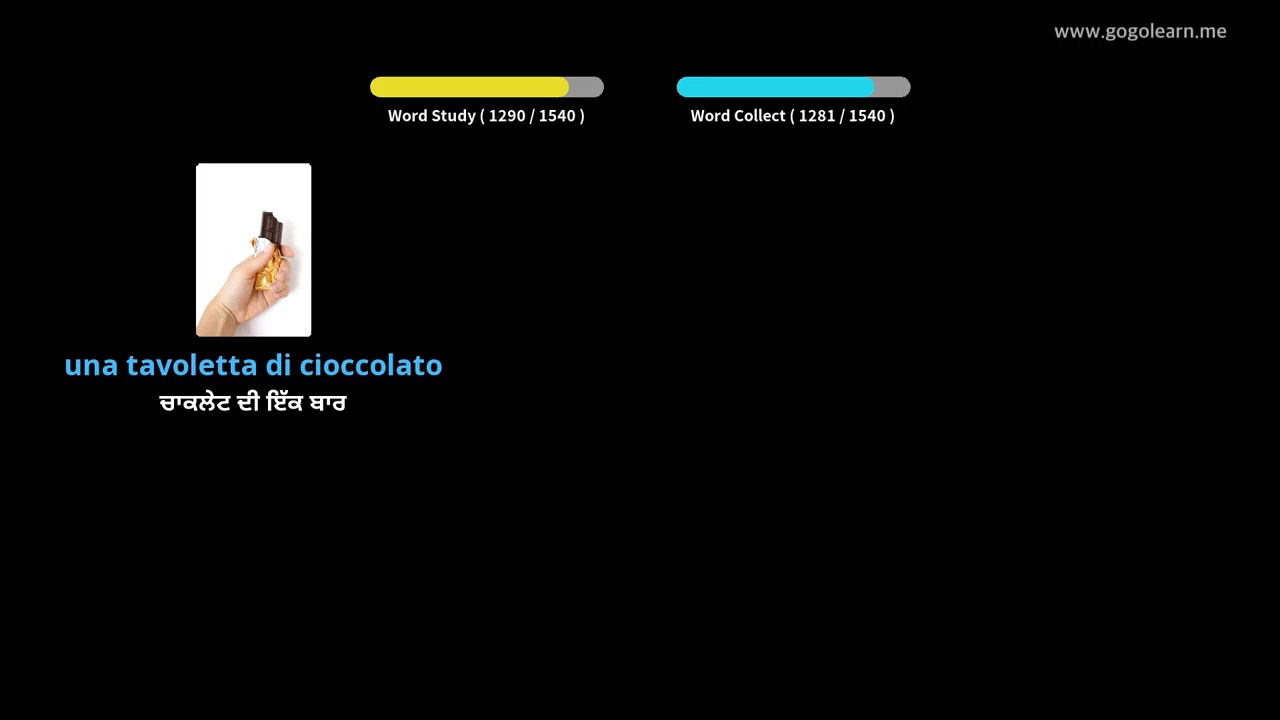 www.gogolearn.me
Word Study ( 1290 / 1540 )
Word Collect ( 1281 / 1540 )
una tavoletta di cioccolato
ਚਾਕਲੇਟ ਦੀ ਇੱਕ ਬਾਰ